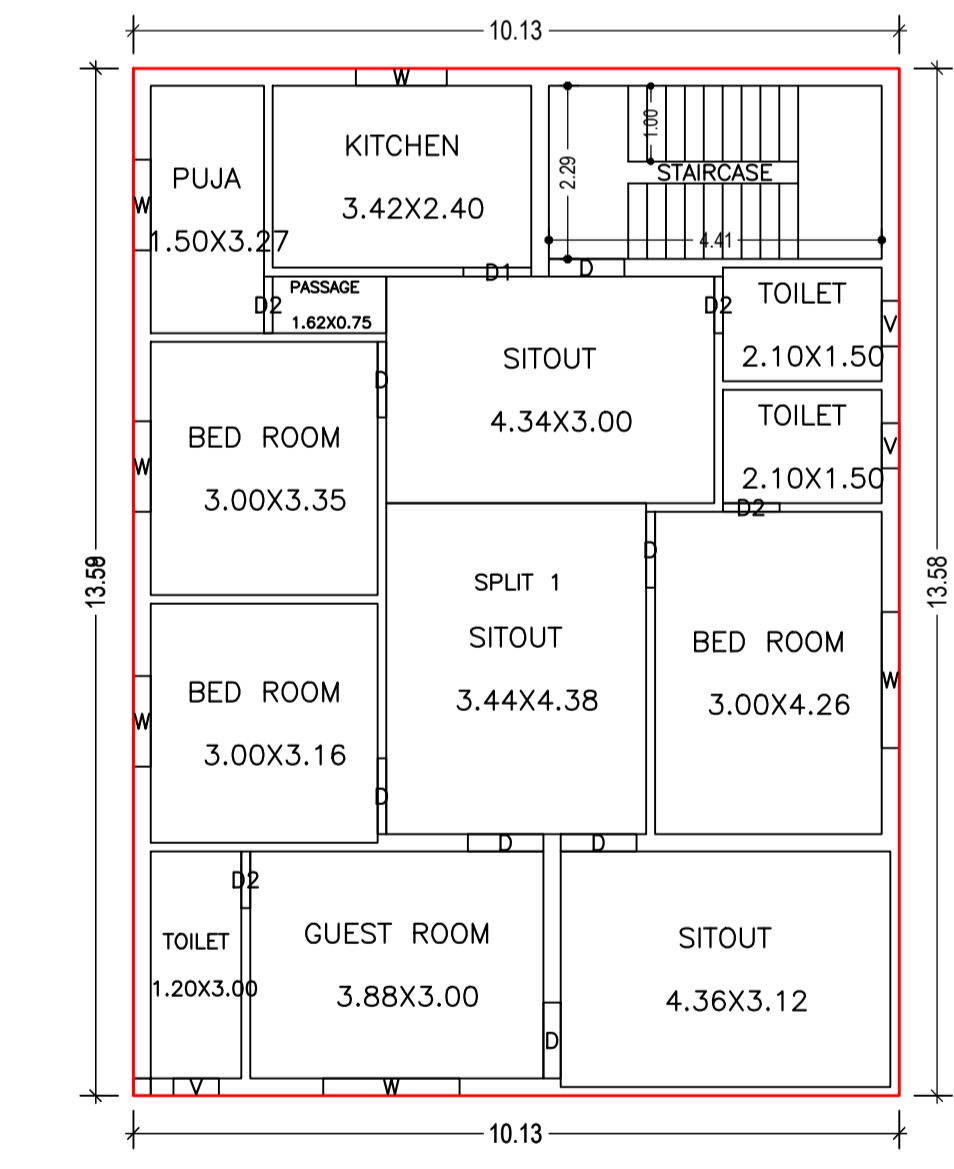 10.13
W
KITCHEN
3.42X2.40
PUJA
1.50X3.27
W
1.00
2.29
STAIRCASE
4.41
D1
D
PASSAGE
1.62X0.75
D2
D2
TOILET
2.10X1.50
V
SITOUT
4.34X3.00
D
TOILET
2.10X1.50
V
BED ROOM
3.00X3.35
W
D2
D
13.58
SPLIT 1
SITOUT
3.44X4.38
BED ROOM
3.00X4.26
W
BED ROOM
3.00X3.16
W
D
D
D
D2
TOILET
1.20X3.00
GUEST ROOM
3.88X3.00
SITOUT
4.36X3.12
D
V
W
10.13